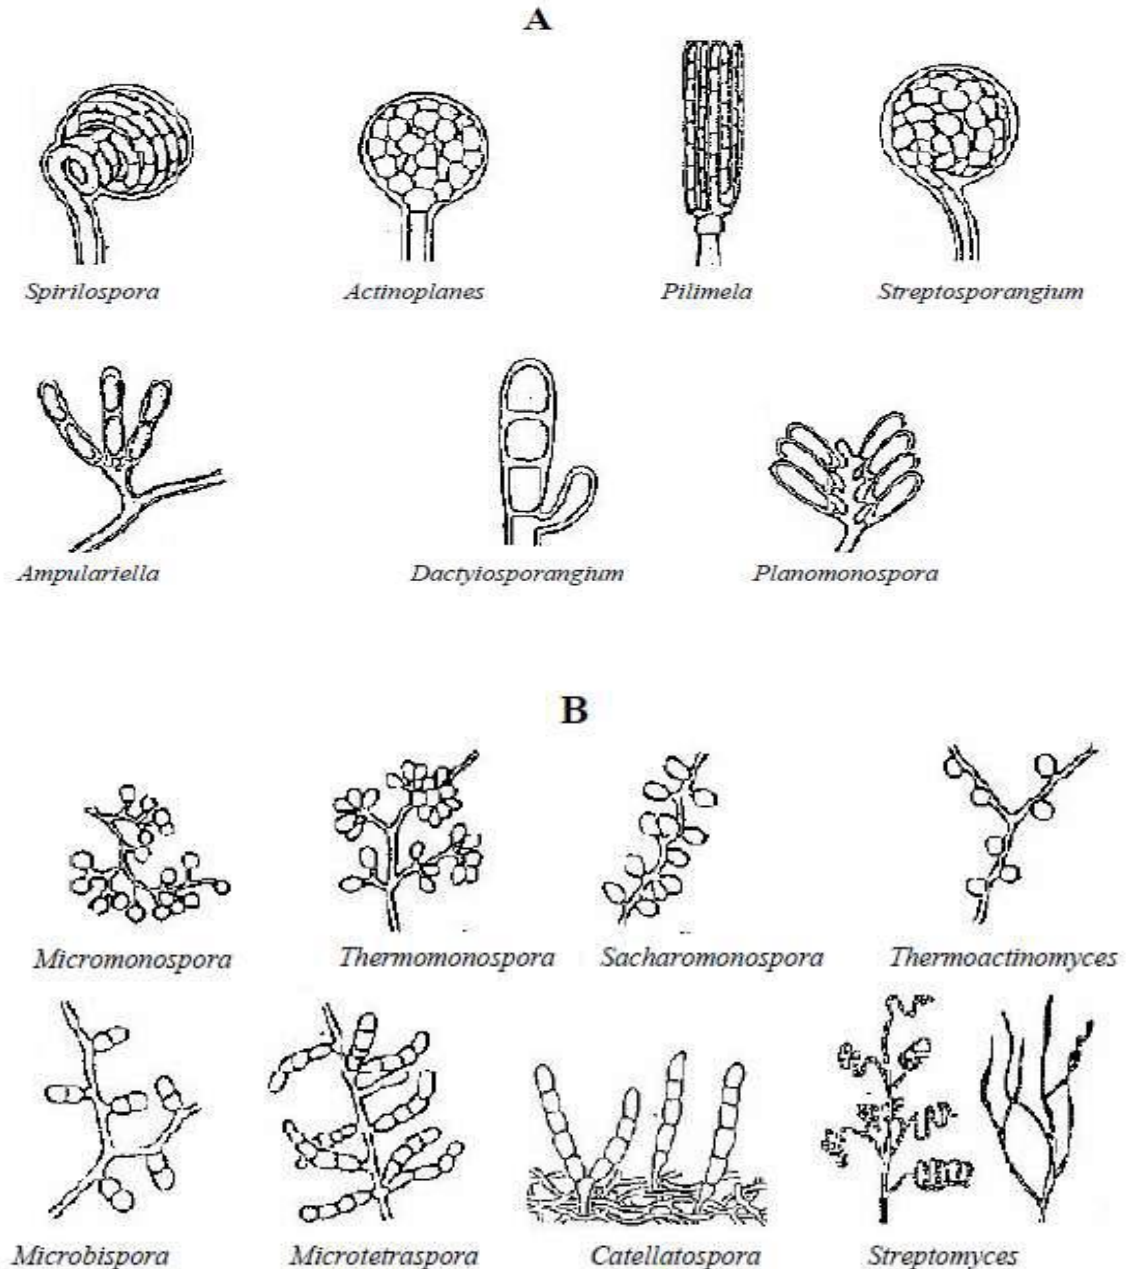 A
Spirilospora Actinoplanes Pilimela Streptosporangium
Ampulariella Dactyiosporangium Planomonospora
B
Micromonospora Thermomonospora Sacharomonospora Thermoactinomyces
Microbispora Microtetraspora Catellatospora Streptomyces